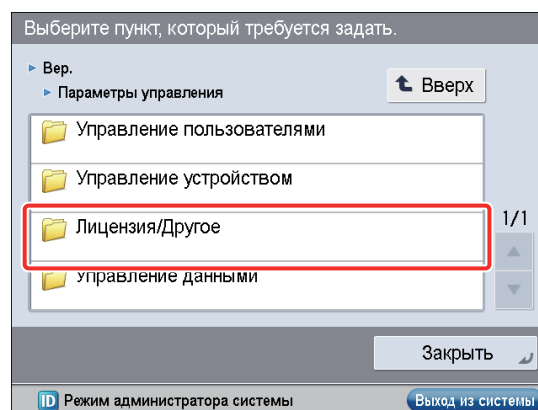 Выберите пункт, который требуется задать.
Вер.
Параметры управления
Вверх
Управление пользователями
Управление устройством
Лицензия/Другое
1/1
Управление данными
Закрыть
ID Режим администратора системы
Выход из системы